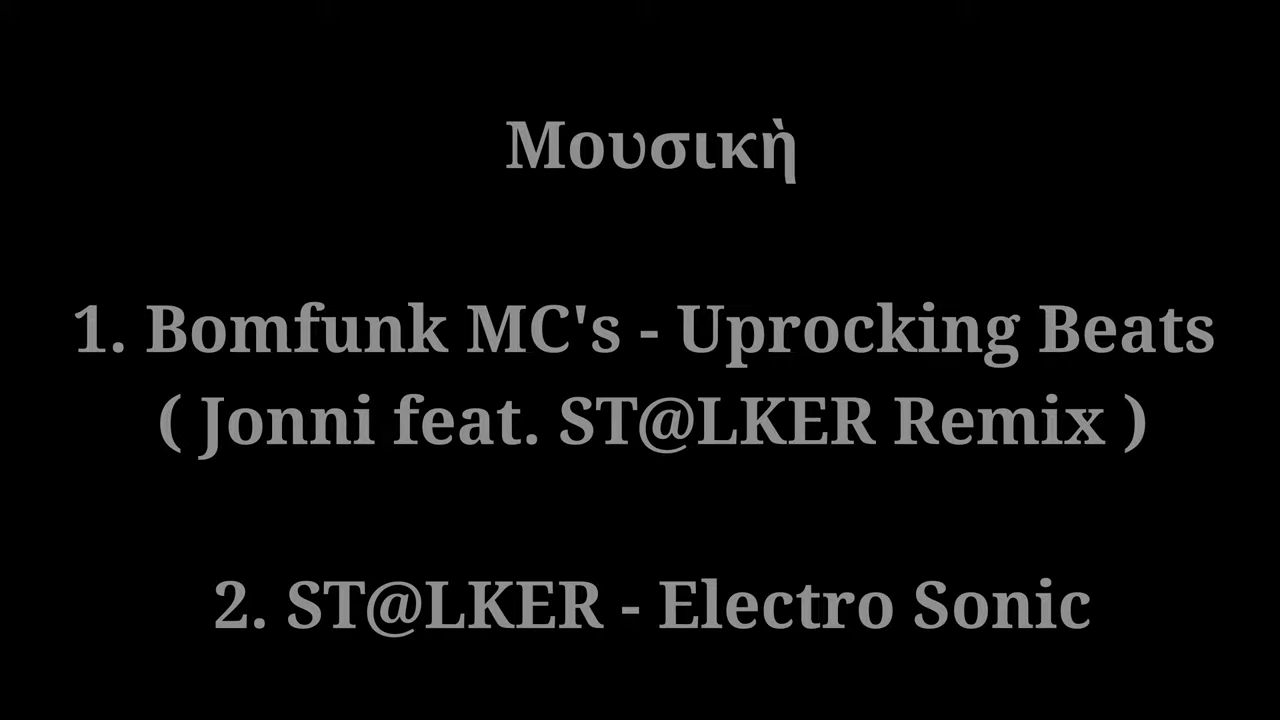 Μουσικὴ
1. Bomfunk MC's - Uprocking Beats
( Jonni feat. ST@LKER Remix )
2. ST@LKER - Electro Sonic